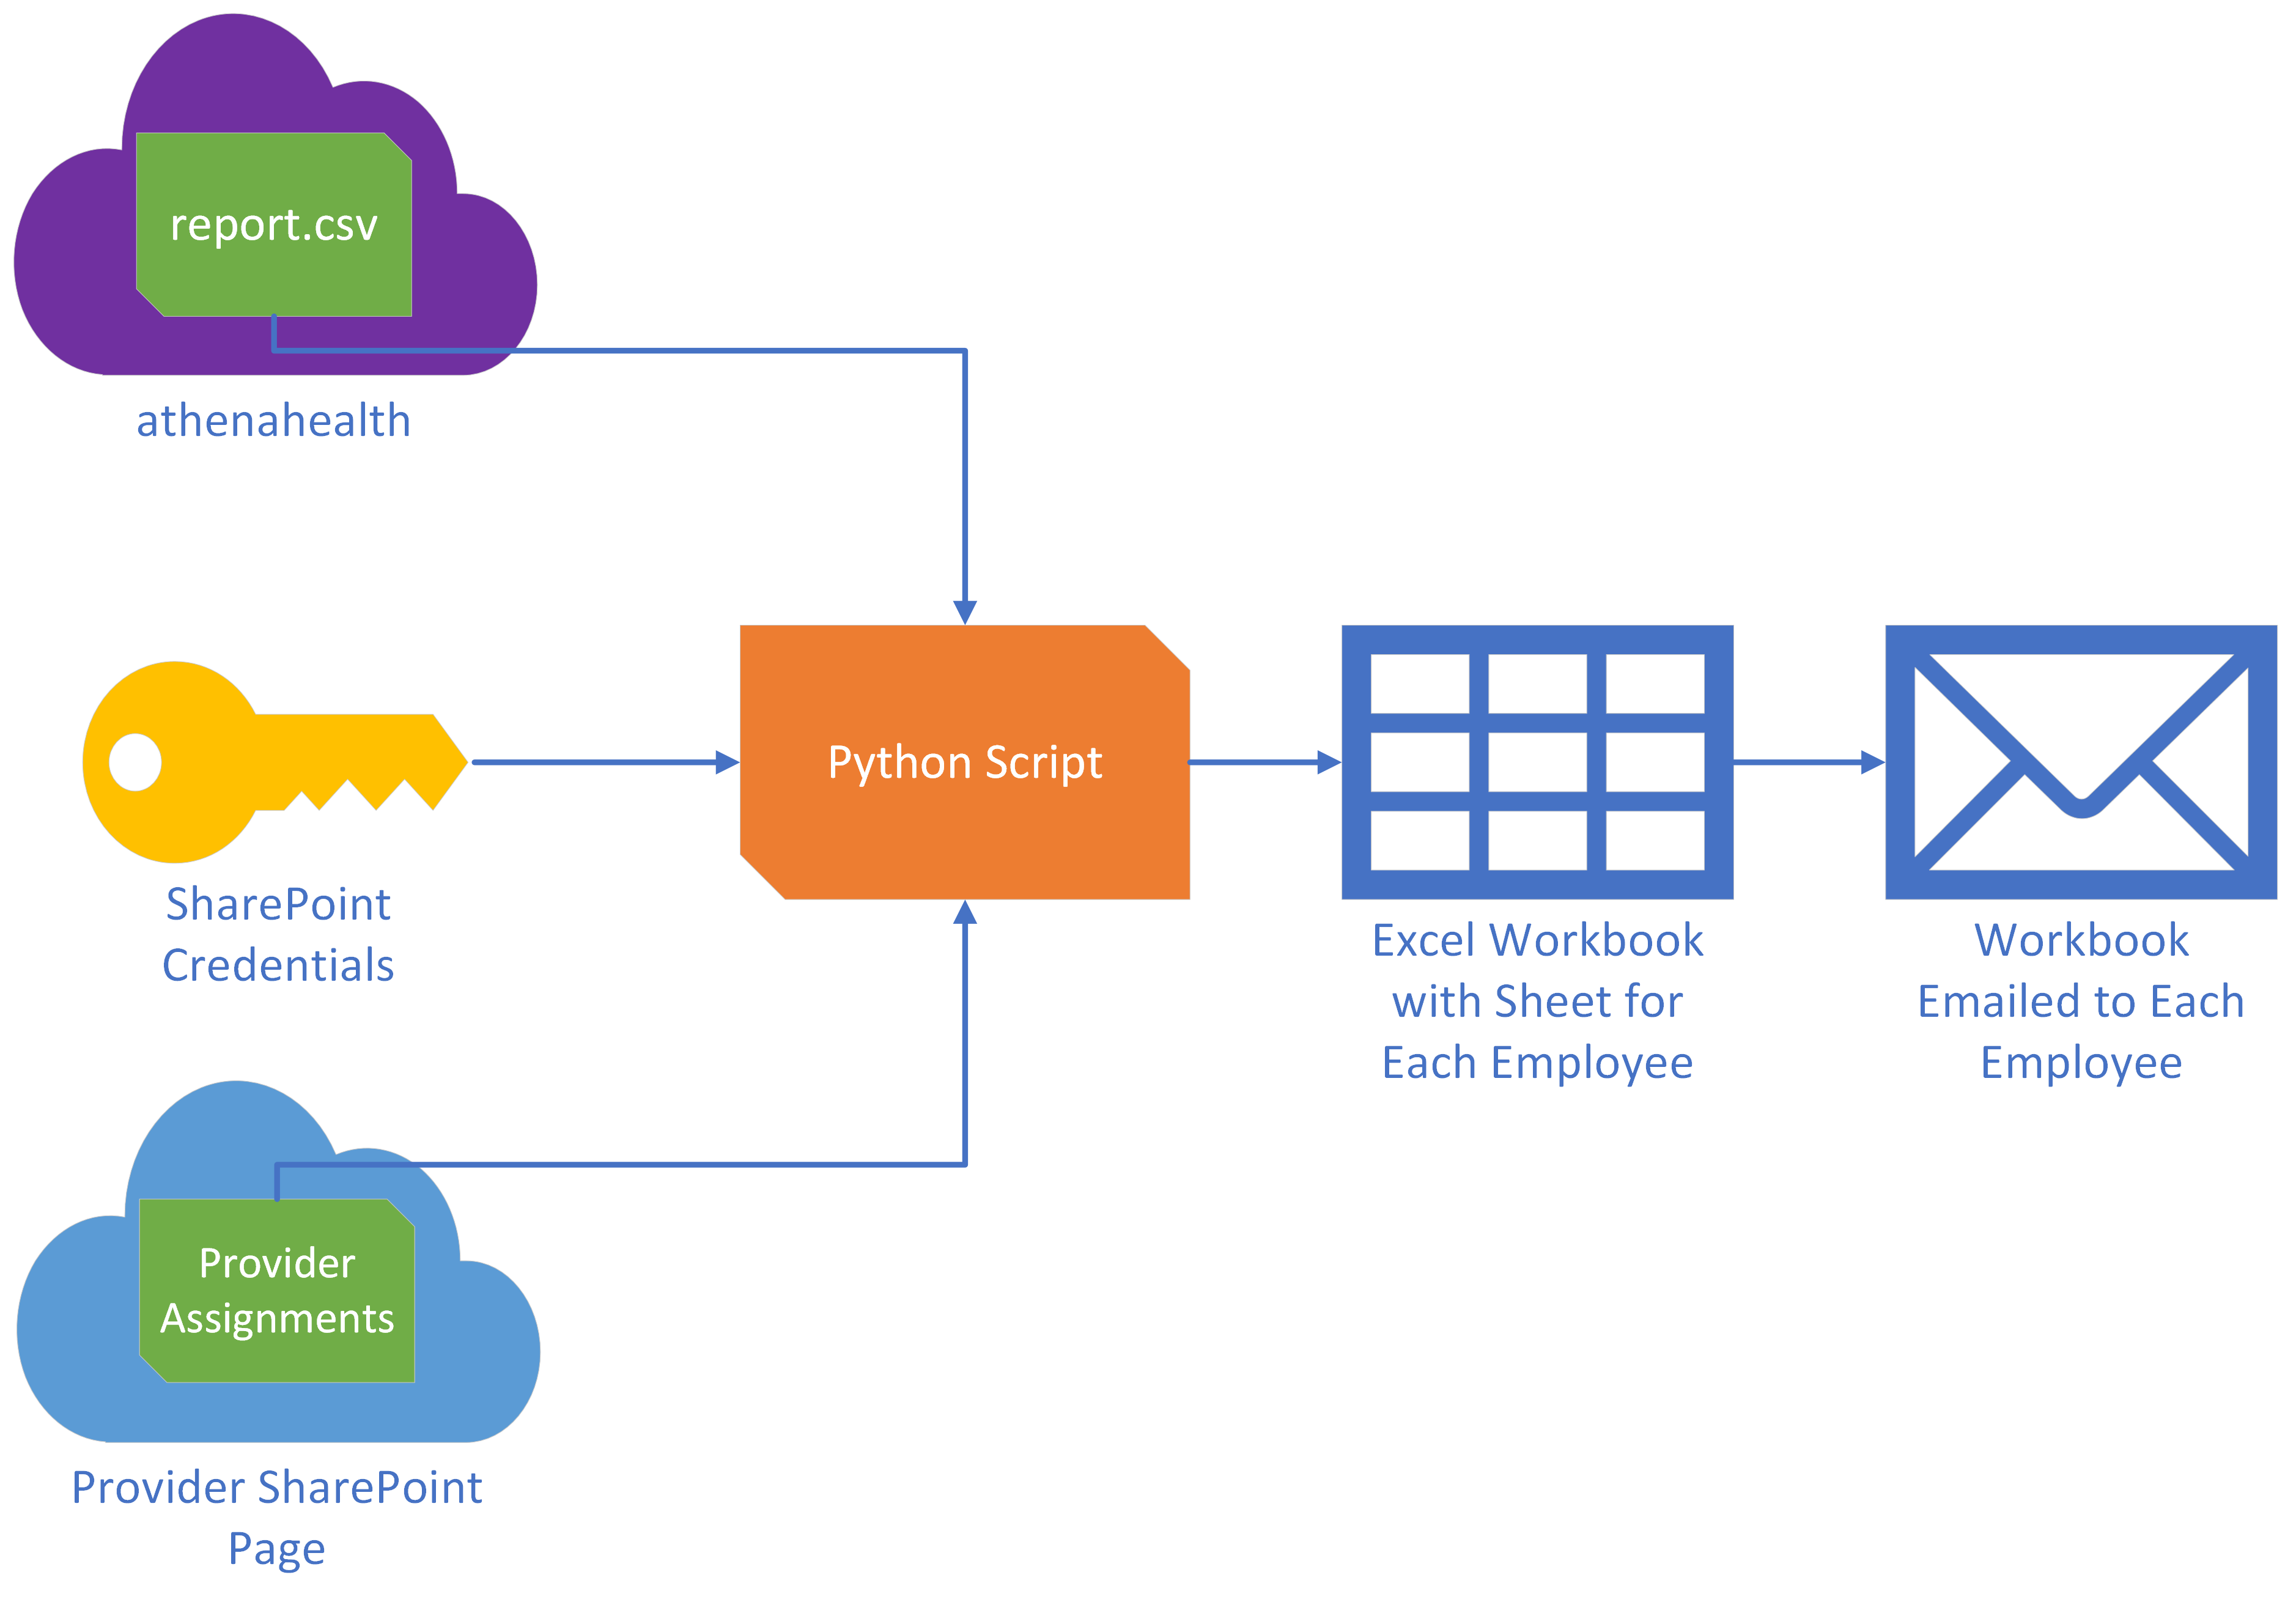 report.csv
athenahealth
SharePoint
Credentials
Python Script
Excel Workbook
with Sheet for
Each Employee
Workbook
Emailed to Each
Employee
Provider
Assignments
Provider SharePoint
Page